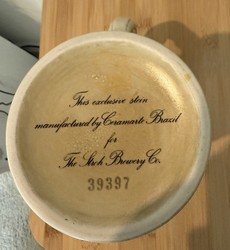 This exclusive stein
manufactured by Ceramarte Brazil
for
The Stroh Brewery Co.
39397